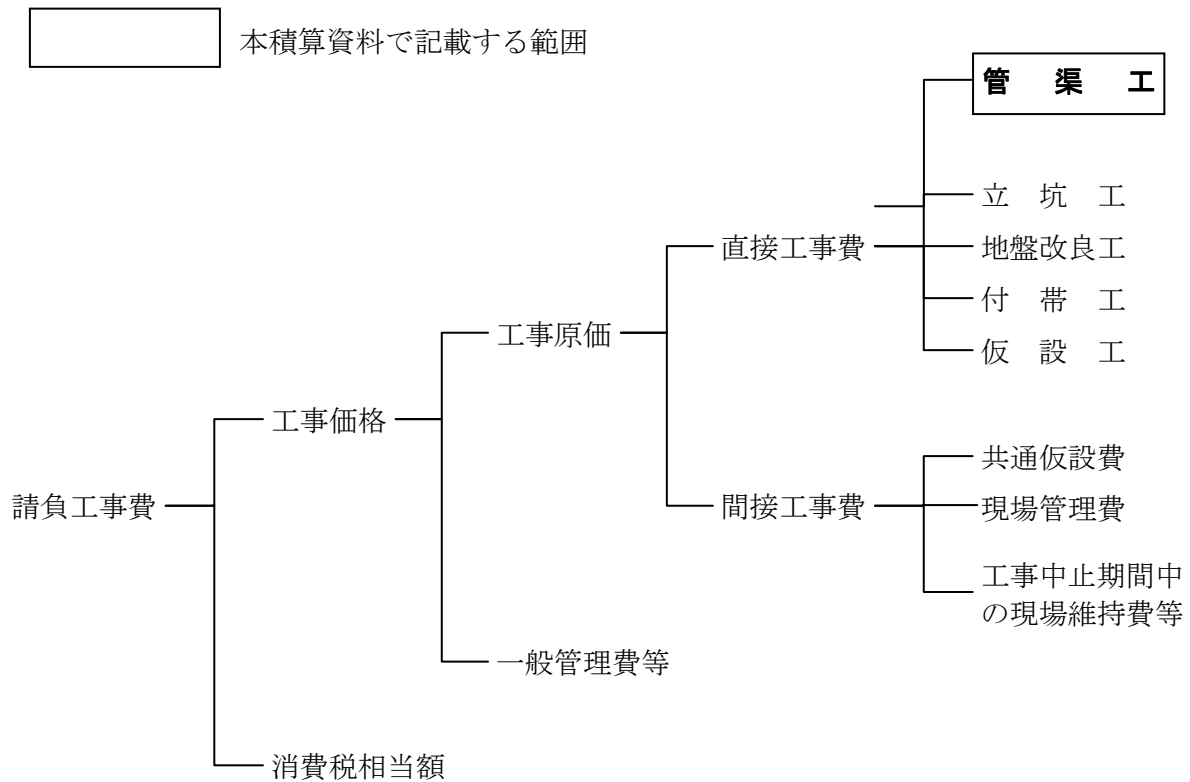 本積算資料で記載する範囲
管 渠 工
立 坑 工
直接工事費
地盤改良工
付 帯 工
工事原価
仮 設 工
工事価格
共通仮設費
請負工事費
間接工事費
現場管理費
工事中止期間中
の現場維持費等
一般管理費等
消費税相当額